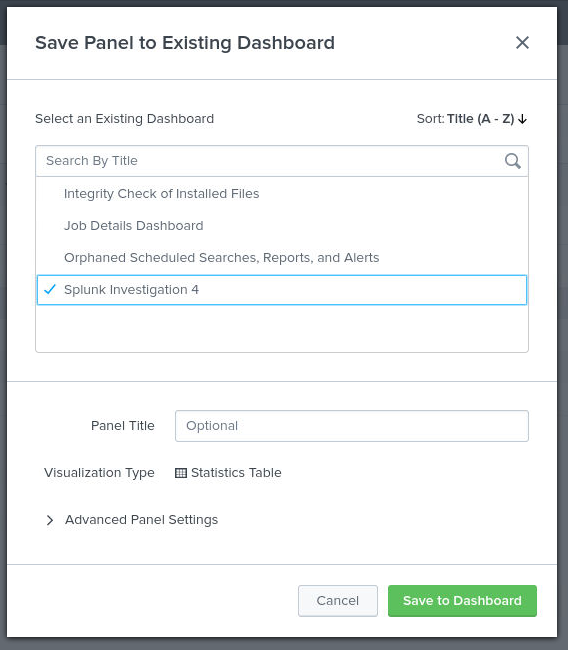 Save Panel to Existing Dashboard
Select an Existing Dashboard
Sort: Title (A - Z)
Search By Title
Integrity Check of Installed Files
Job Details Dashboard
Orphaned Scheduled Searches, Reports, and Alerts
Splunk Investigation 4
Panel Title Optional
Visualization Type Statistics Table
Advanced Panel Settings
Cancel Save to Dashboard